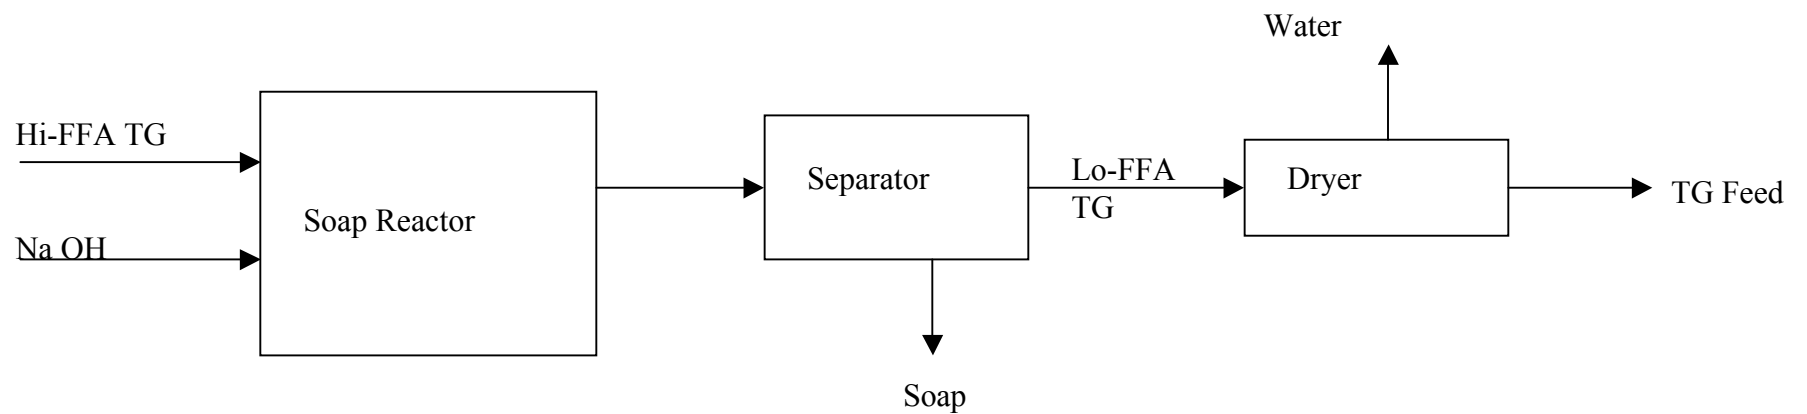 Water
Hi-FFA TG
Soap Reactor
Na OH
Separator
Lo-FFA
TG
Dryer
TG Feed
Soap